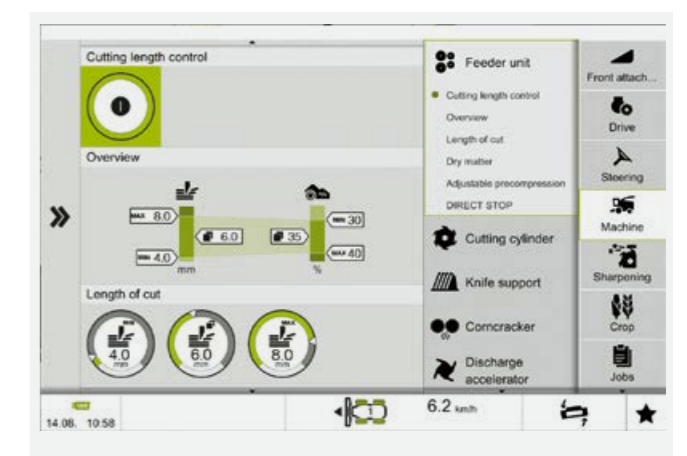 Cutting length control
Overview
MAX 8.0
MIN 4.0
6.0
mm
35
MIN 30
MAX 40
%
Length of cut
MIN
4.0
mm
6.0
mm
MAX
8.0
mm
Feeder unit
Cutting length control
Overview
Length of cut
Dry matter
Adjustable precompression
DIRECT STOP
Cutting cylinder
Knife support
Corncracker
Discharge
accelerator
Front attach...
Drive
Steering
Machine
Sharpening
Crop
Jobs
14.08. 10:58
1
6.2 km/h